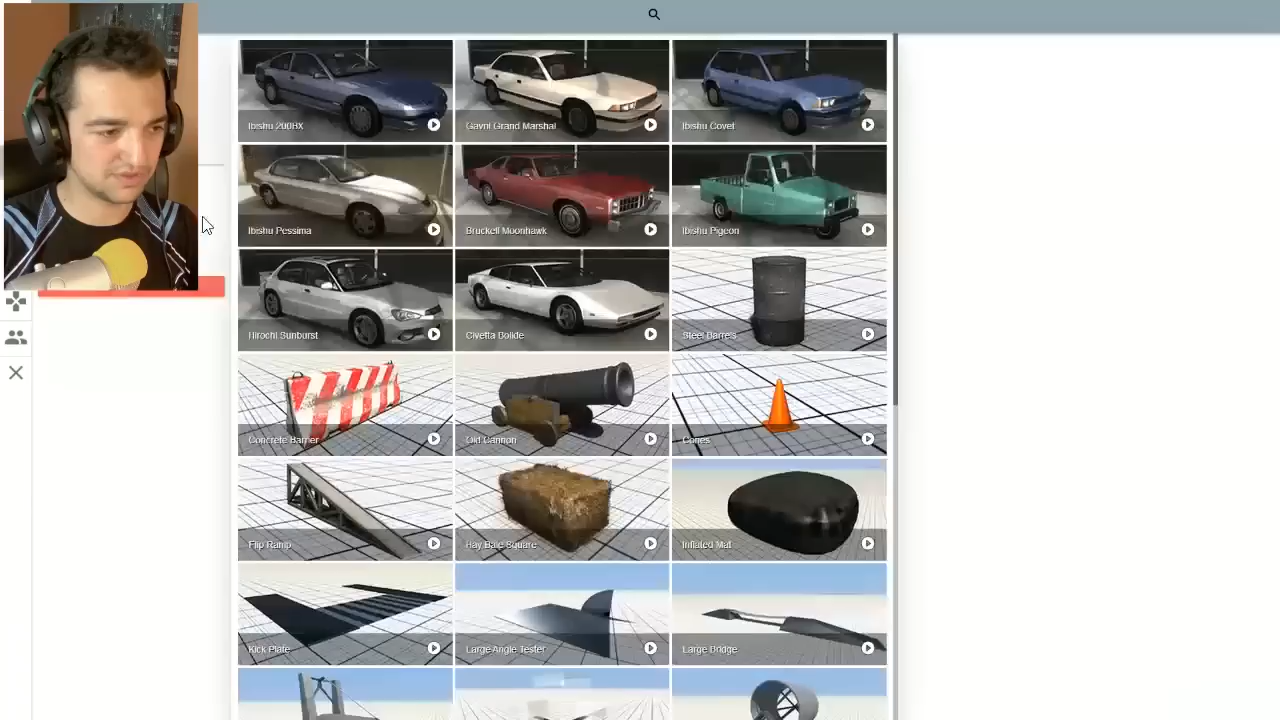 Ibishu 200BX
Gavril Grand Marshal
Ibishu Covet
Ibishu Pessima
Bruckell Moonhawk
Ibishu Pigeon
Hirochi Sunburst
Civetta Bolide
Steel Barrels
Concrete Barrier
Old Cannon
Cones
Flip Ramp
Hay Bale Square
Inflated Mat
Kick Plate
Large Angle Tester
Large Bridge